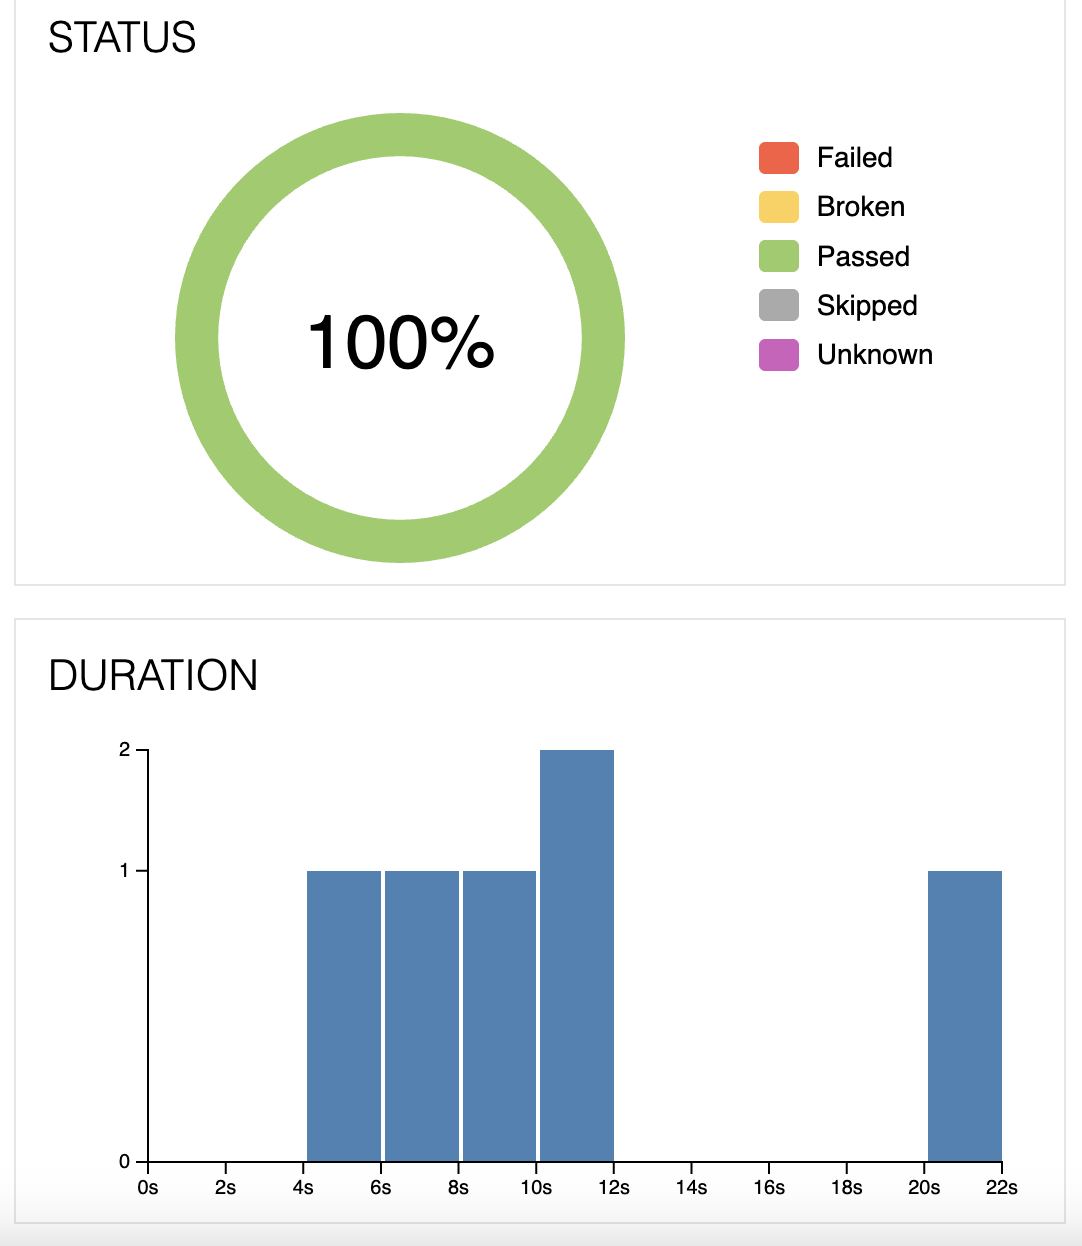 STATUS
100%
Failed
Broken
Passed
Skipped
Unknown
DURATION
2
1
0
0s 2s 4s 6s 8s 10s 12s 14s 16s 18s 20s 22s